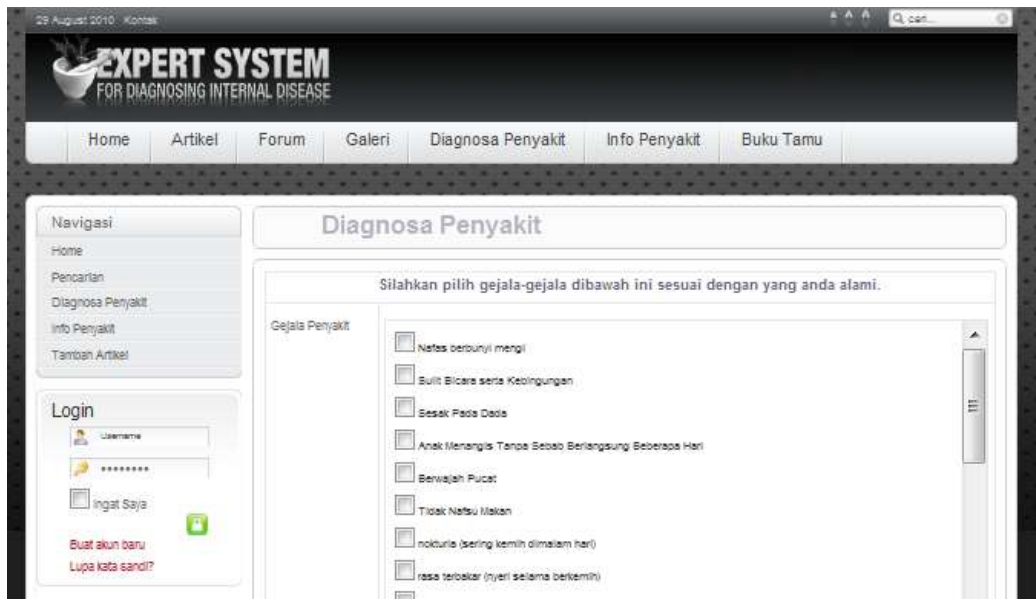 29 August 2010 Kontak
A A A
cari...
EXPERT SYSTEM
FOR DIAGNOSING INTERNAL DISEASE
Home Artikel Forum Galeri Diagnosa Penyakit Info Penyakit Buku Tamu
Navigasi
Home
Pencarian
Diagnosa Penyakit
Info Penyakit
Tambah Artikel
Login
Username
••••••••
Ingat Saya
Buat akun baru
Lupa kata sandi?
Diagnosa Penyakit
Silahkan pilih gejala-gejala dibawah ini sesuai dengan yang anda alami.
Gejala Penyakit
Nafas berbunyi mengi
Sulit Bicara serta Kebingungan
Sesak Pada Dada
Anak Menangis Tanpa Sebab Berlangsung Beberapa Hari
Berwajah Pucat
Tidak Nafsu Makan
nokturia (sering kemih dimalam hari)
rasa terbakar (nyeri selama berkemih)